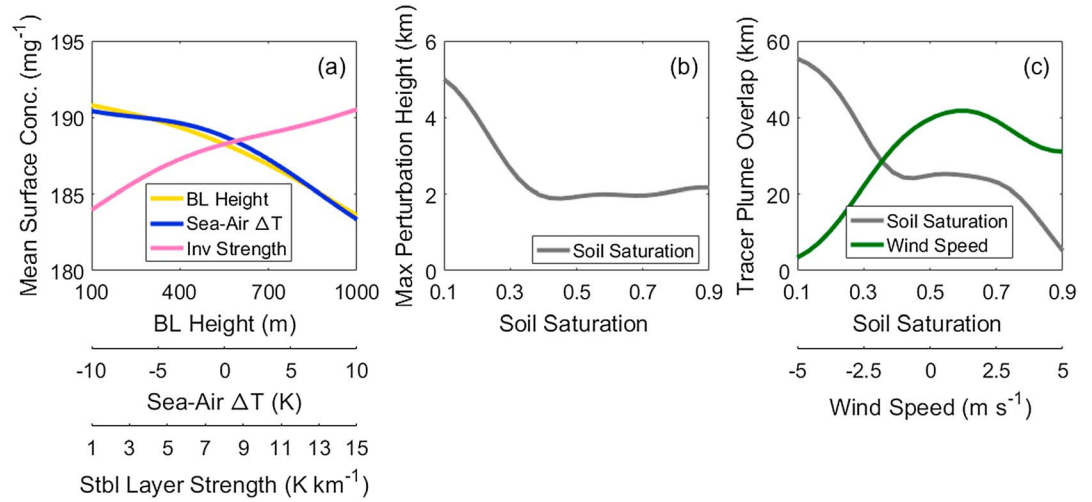 Mean Surface Conc. (mg⁻¹)
195
190
185
180
(a)
BL Height
Sea-Air ΔT
Inv Strength
100 400 700 1000
BL Height (m)
-10 -5 0 5 10
Sea-Air ΔT (K)
1 3 5 7 9 11 13 15
Stbl Layer Strength (K km⁻¹)
Max Perturbation Height (km)
6
4
2
0
(b)
Soil Saturation
0.1 0.3 0.5 0.7 0.9
Soil Saturation
Tracer Plume Overlap (km)
60
40
20
0
(c)
Soil Saturation
Wind Speed
0.1 0.3 0.5 0.7 0.9
Soil Saturation
-5 -2.5 0 2.5 5
Wind Speed (m s⁻¹)